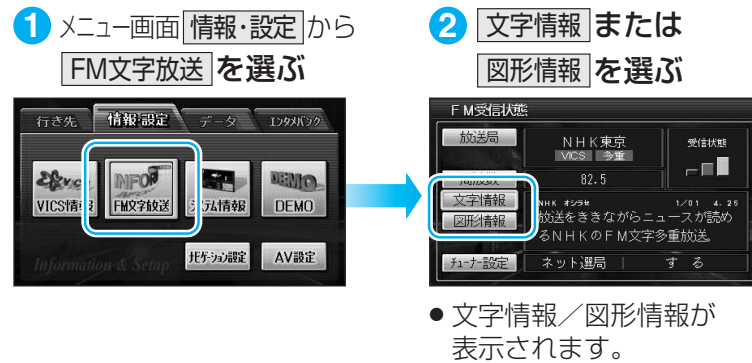 1 メニュー画面 情報・設定 から
FM文字放送 を選ぶ
行き先 情報・設定 データ エンタメバンク
VICS INFO DEMO
VICS情報 FM文字放送 システム情報 DEMO
Information & Setup ナビゲーション設定 AV設定
2 文字情報 または
図形情報 を選ぶ
FM受信状態
放送局 NHK東京 受信状態
VICS 多重
周波数 82.5
文字情報 NHK オシラセ 1/01 4.25
図形情報 放送をききながらニュースが読め
るNHKのFM文字多重放送。
チューナー設定 ネット選局 する
● 文字情報／図形情報が
表示されます。